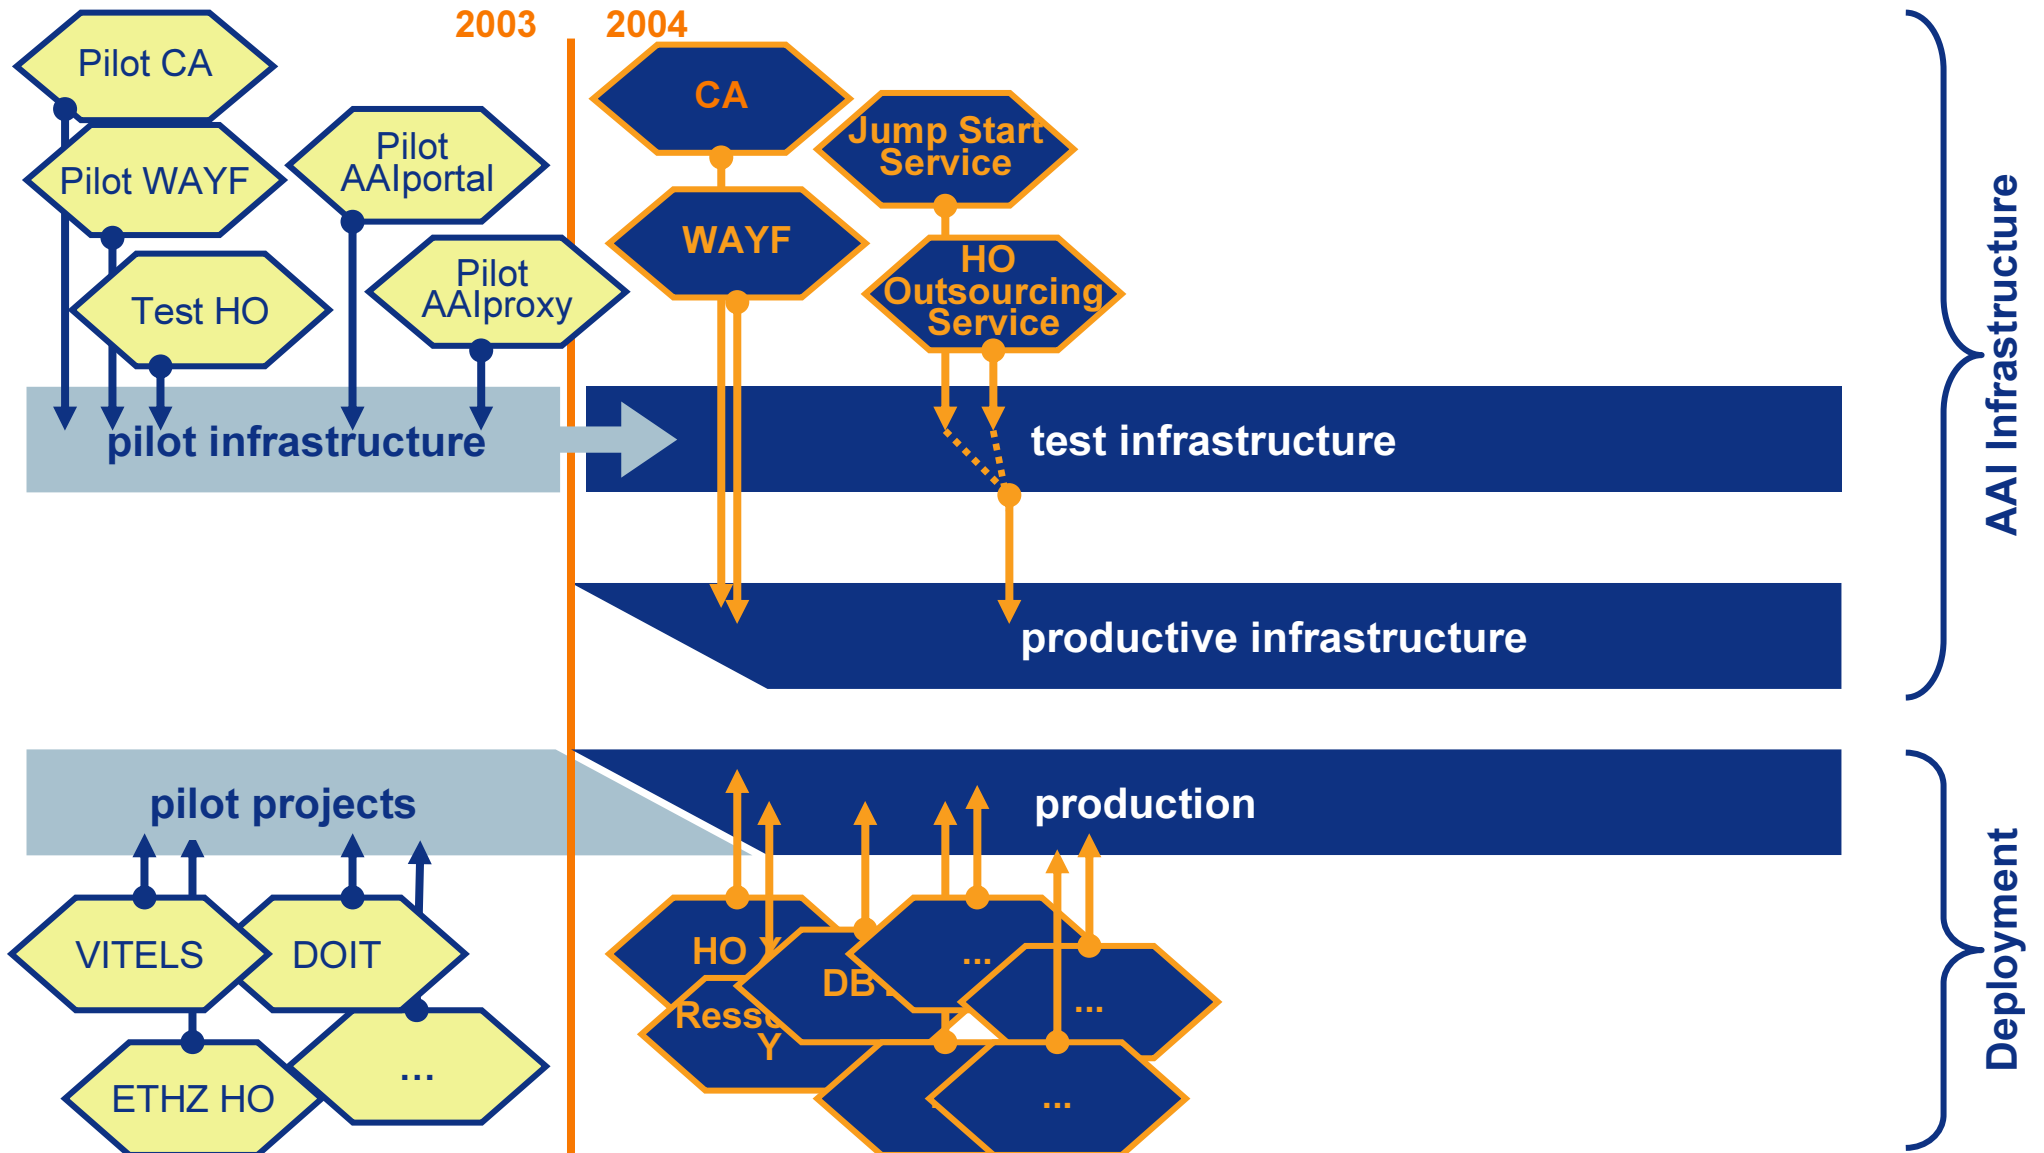 2003 2004
Pilot CA
Pilot WAYF
Test HO
Pilot
AAIportal
Pilot
AAIproxy
CA
WAYF
Jump Start
Service
HO
Outsourcing
Service
pilot infrastructure
test infrastructure
productive infrastructure
AAI Infrastructure
pilot projects
production
VITELS
DOIT
ETHZ HO
...
HO
Y
DB
...
...
...
Deployment